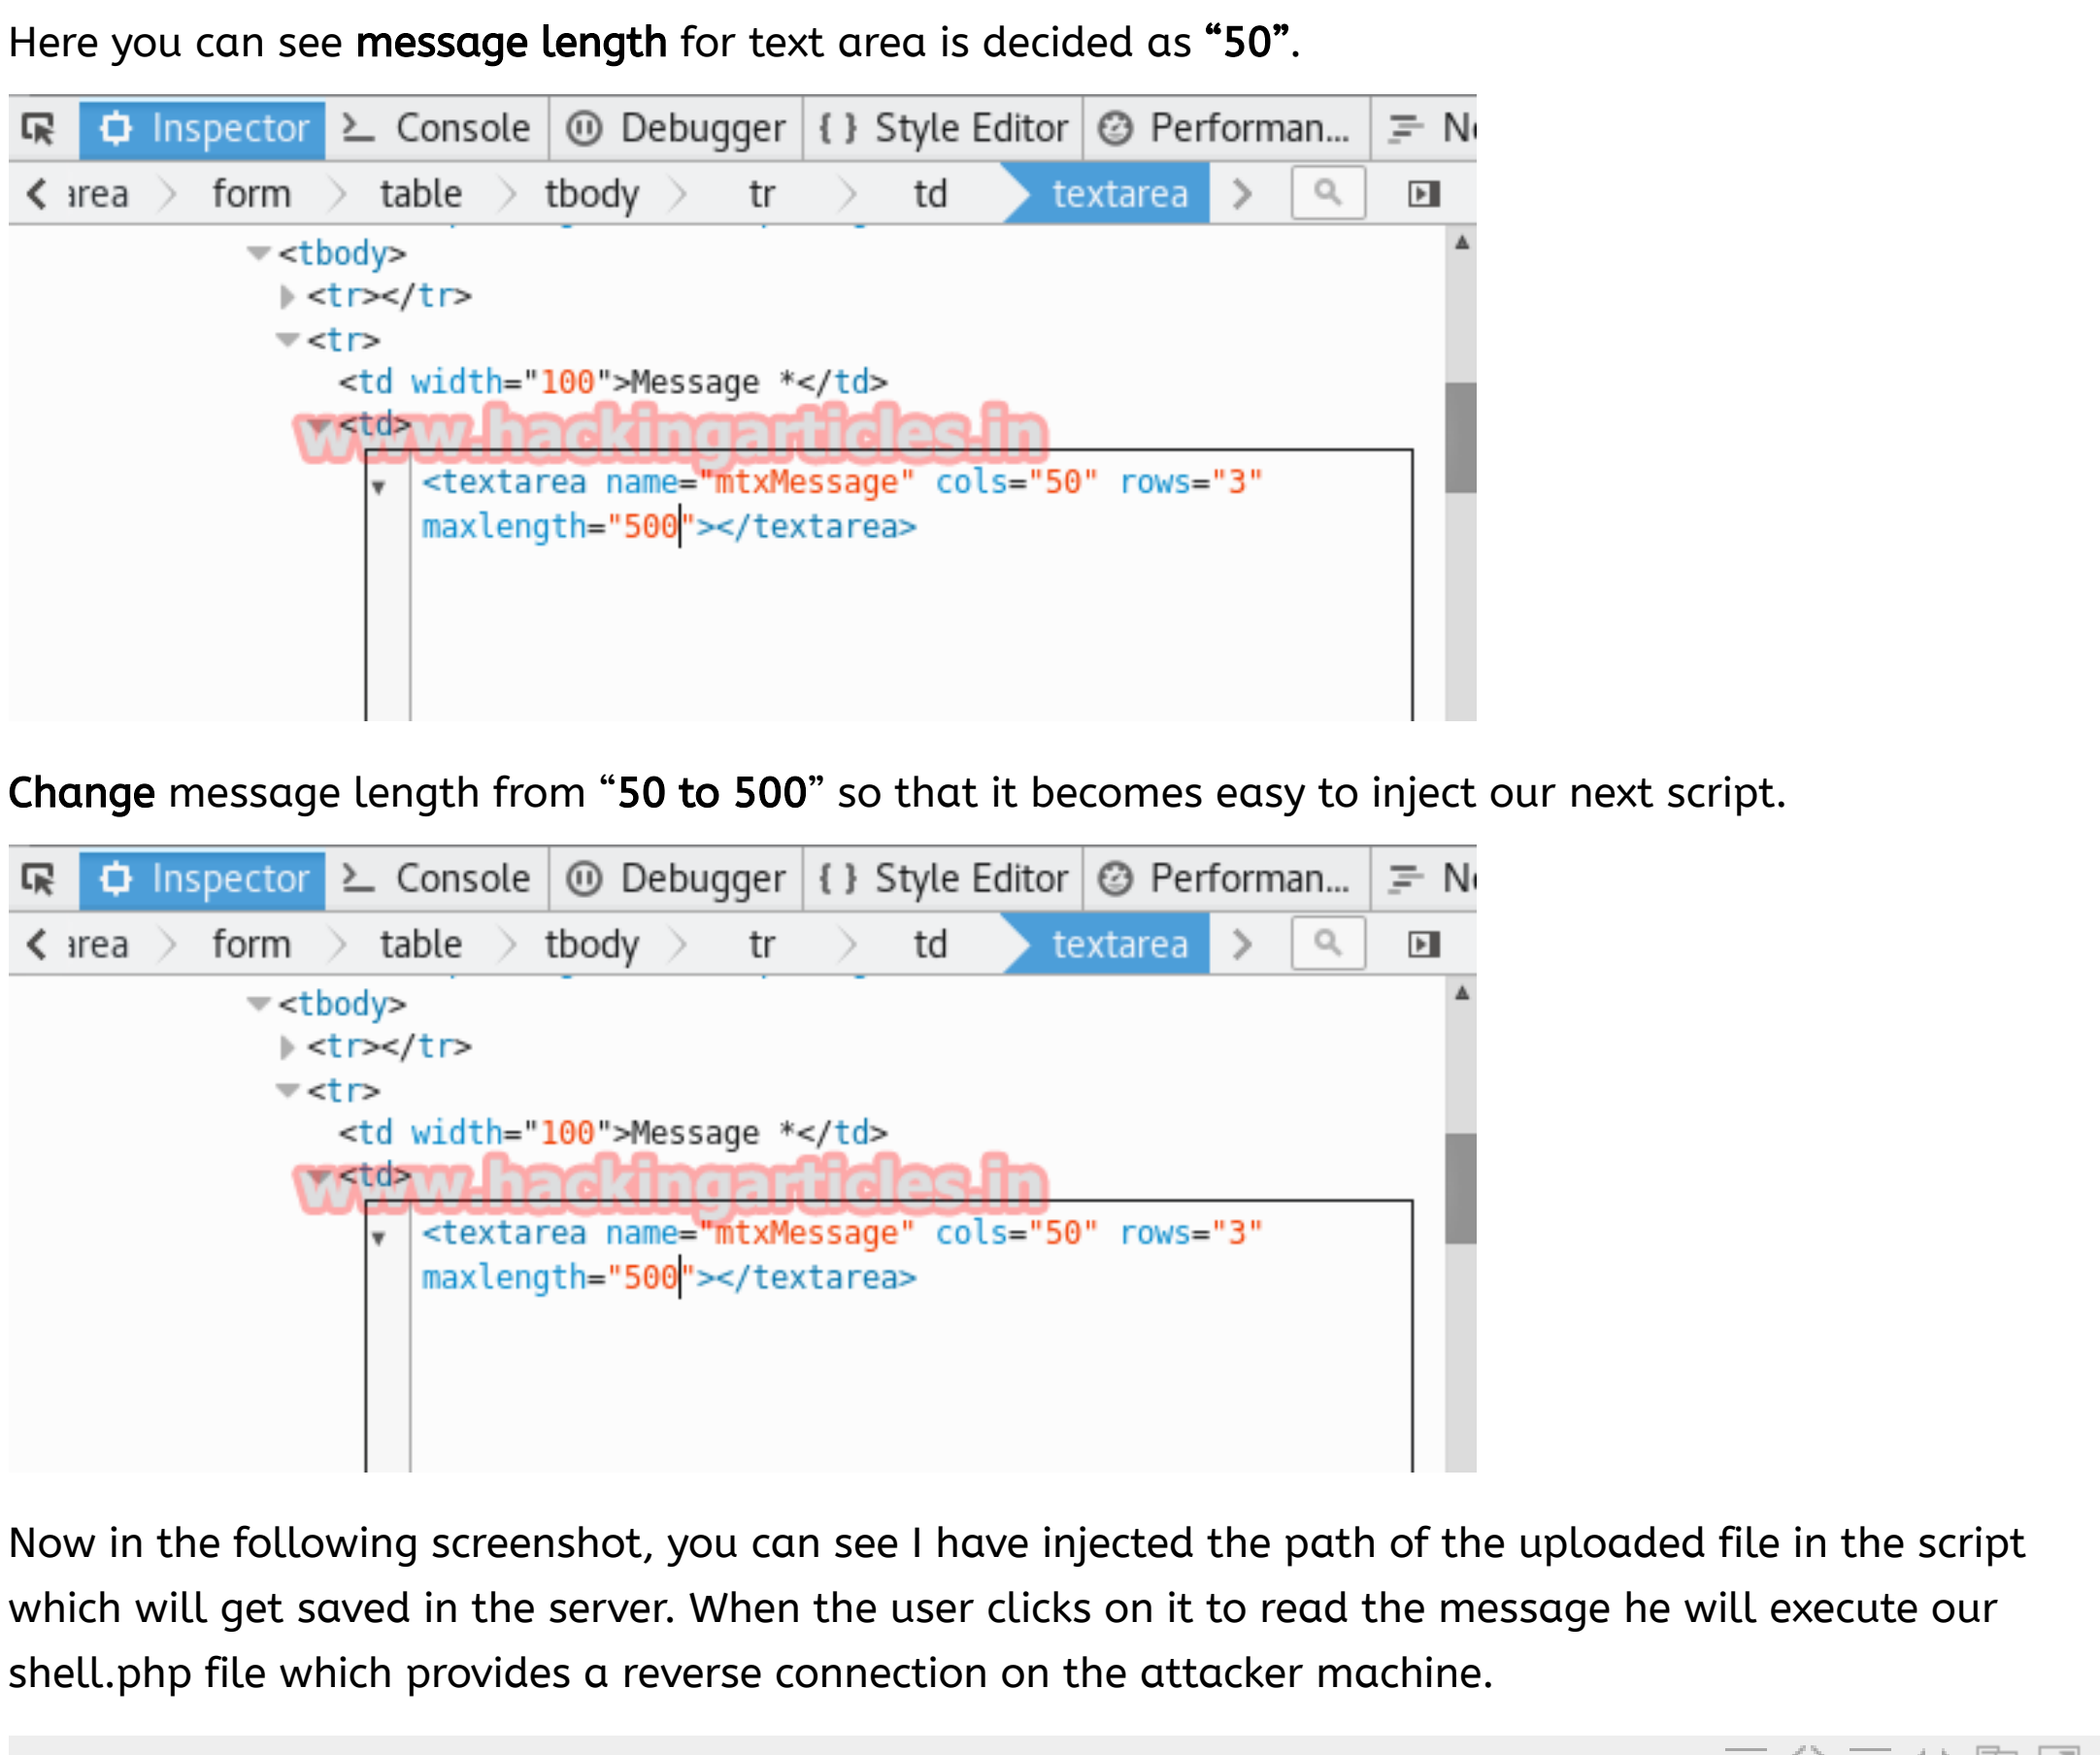 Here you can see message length for text area is decided as “50”.
Inspector Console Debugger { } Style Editor Performan...
area form table tbody tr td textarea
<tbody>
<tr></tr>
<tr>
<td width="100">Message *</td>
<td>
www.hackingarticles.in
<textarea name="mtxMessage" cols="50" rows="3"
maxlength="500"></textarea>
Change message length from “50 to 500” so that it becomes easy to inject our next script.
Inspector Console Debugger { } Style Editor Performan...
area form table tbody tr td textarea
<tbody>
<tr></tr>
<tr>
<td width="100">Message *</td>
<td>
www.hackingarticles.in
<textarea name="mtxMessage" cols="50" rows="3"
maxlength="500"></textarea>
Now in the following screenshot, you can see I have injected the path of the uploaded file in the script
which will get saved in the server. When the user clicks on it to read the message he will execute our
shell.php file which provides a reverse connection on the attacker machine.